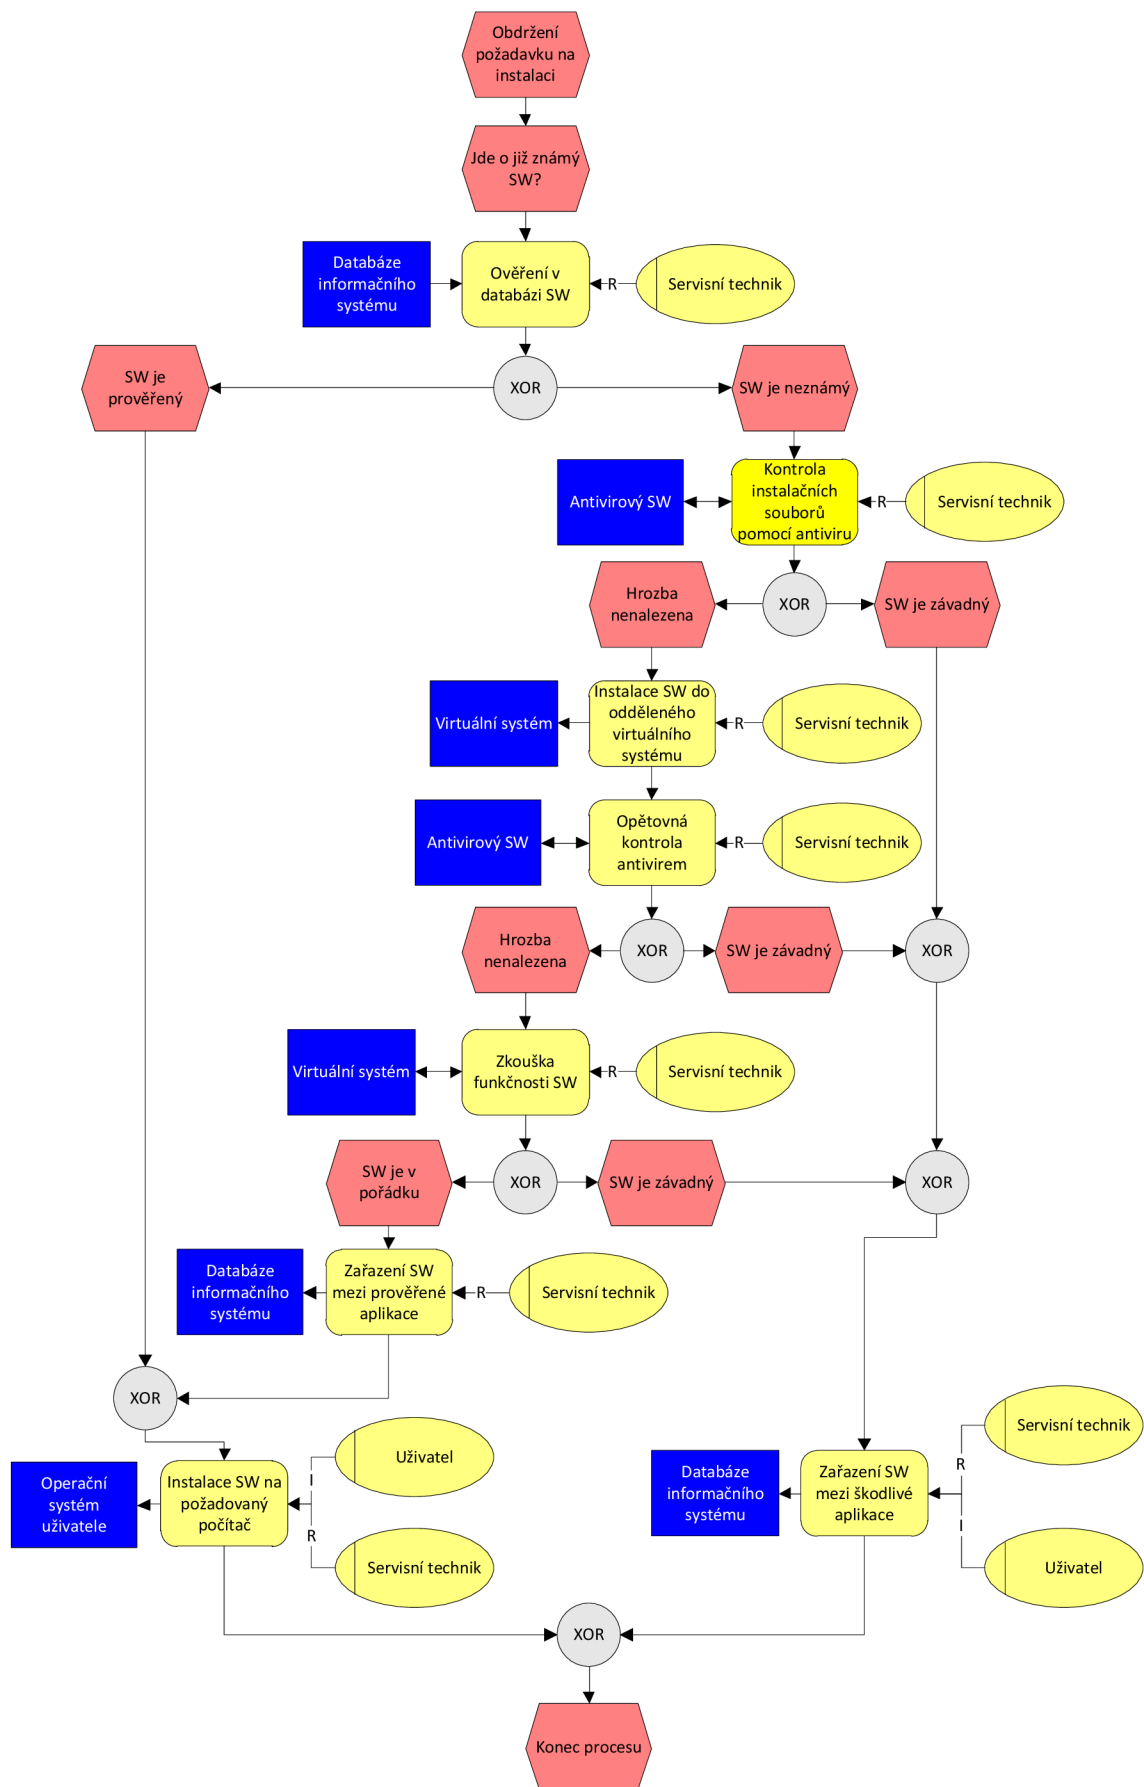 Obdržení
požadavku na
instalaci
Jde o již známý
SW?
Databáze
informačního
systému
Ověření v
databázi SW
R
Servisní technik
SW je
prověřený
XOR
SW je neznámý
Antivirový SW
Kontrola
instalačních
souborů
pomocí antiviru
R
Servisní technik
Hrozba
nenalezena
XOR
SW je závadný
Virtuální systém
Instalace SW do
odděleného
virtuálního
systému
R
Servisní technik
Antivirový SW
Opětovná
kontrola
antivirem
R
Servisní technik
Hrozba
nenalezena
XOR
SW je závadný
XOR
Virtuální systém
Zkouška
funkčnosti SW
R
Servisní technik
SW je v
pořádku
XOR
SW je závadný
XOR
Databáze
informačního
systému
Zařazení SW
mezi prověřené
aplikace
R
Servisní technik
XOR
Operační
systém
uživatele
Instalace SW na
požadovaný
počítač
I
Uživatel
R
Servisní technik
Databáze
informačního
systému
Zařazení SW
mezi škodlivé
aplikace
R
Servisní technik
I
Uživatel
XOR
Konec procesu